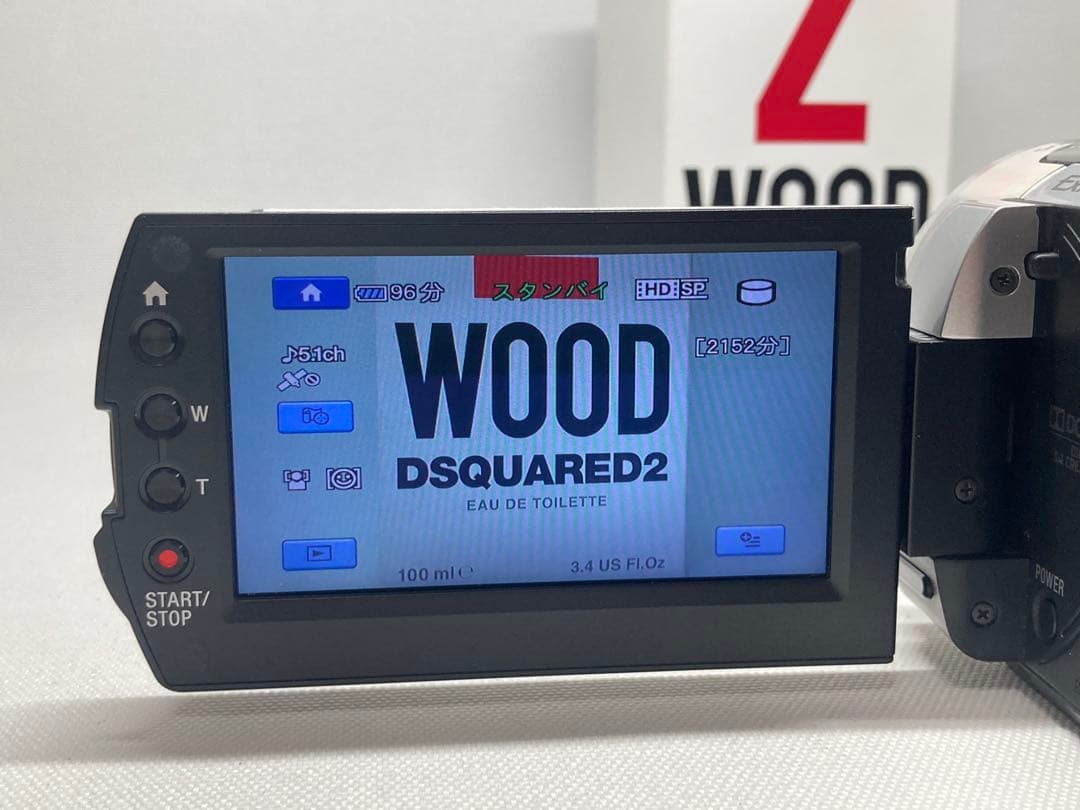 2
WOOD
96分
スタンバイ
HD SP
♪5.1ch
[2152分]
WOOD
DSQUARED2
EAU DE TOILETTE
100 ml℮
3.4 US Fl.Oz
W
T
START/
STOP
POWER